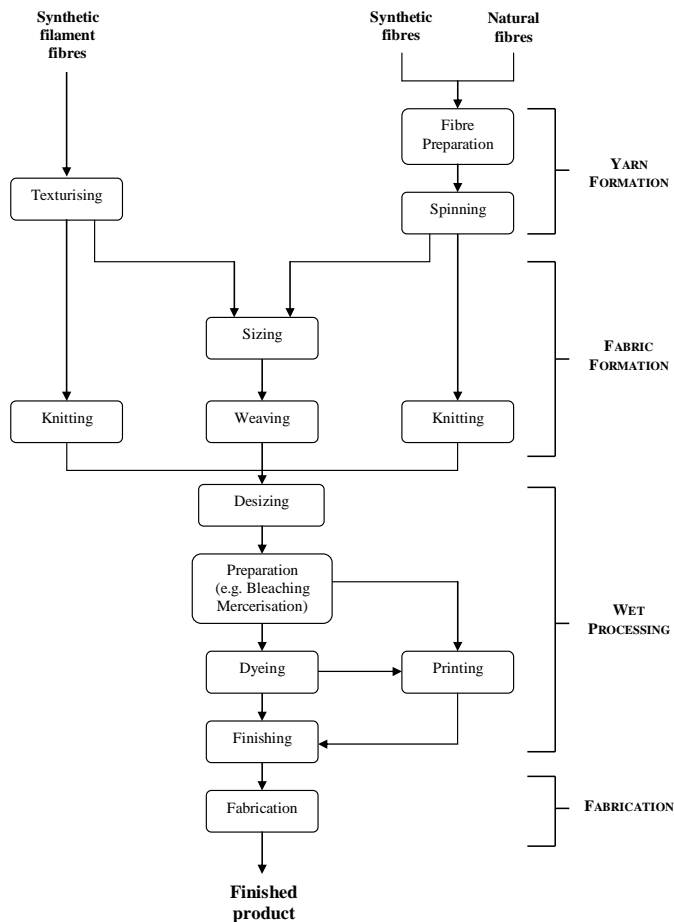 Synthetic
filament
fibres
Synthetic
fibres
Natural
fibres
Fibre
Preparation
YARN
FORMATION
Texturising
Spinning
Sizing
FABRIC
FORMATION
Knitting
Weaving
Knitting
Desizing
Preparation
(e.g. Bleaching
Mercerisation)
WET
PROCESSING
Dyeing
Printing
Finishing
Fabrication
FABRICATION
Finished
product